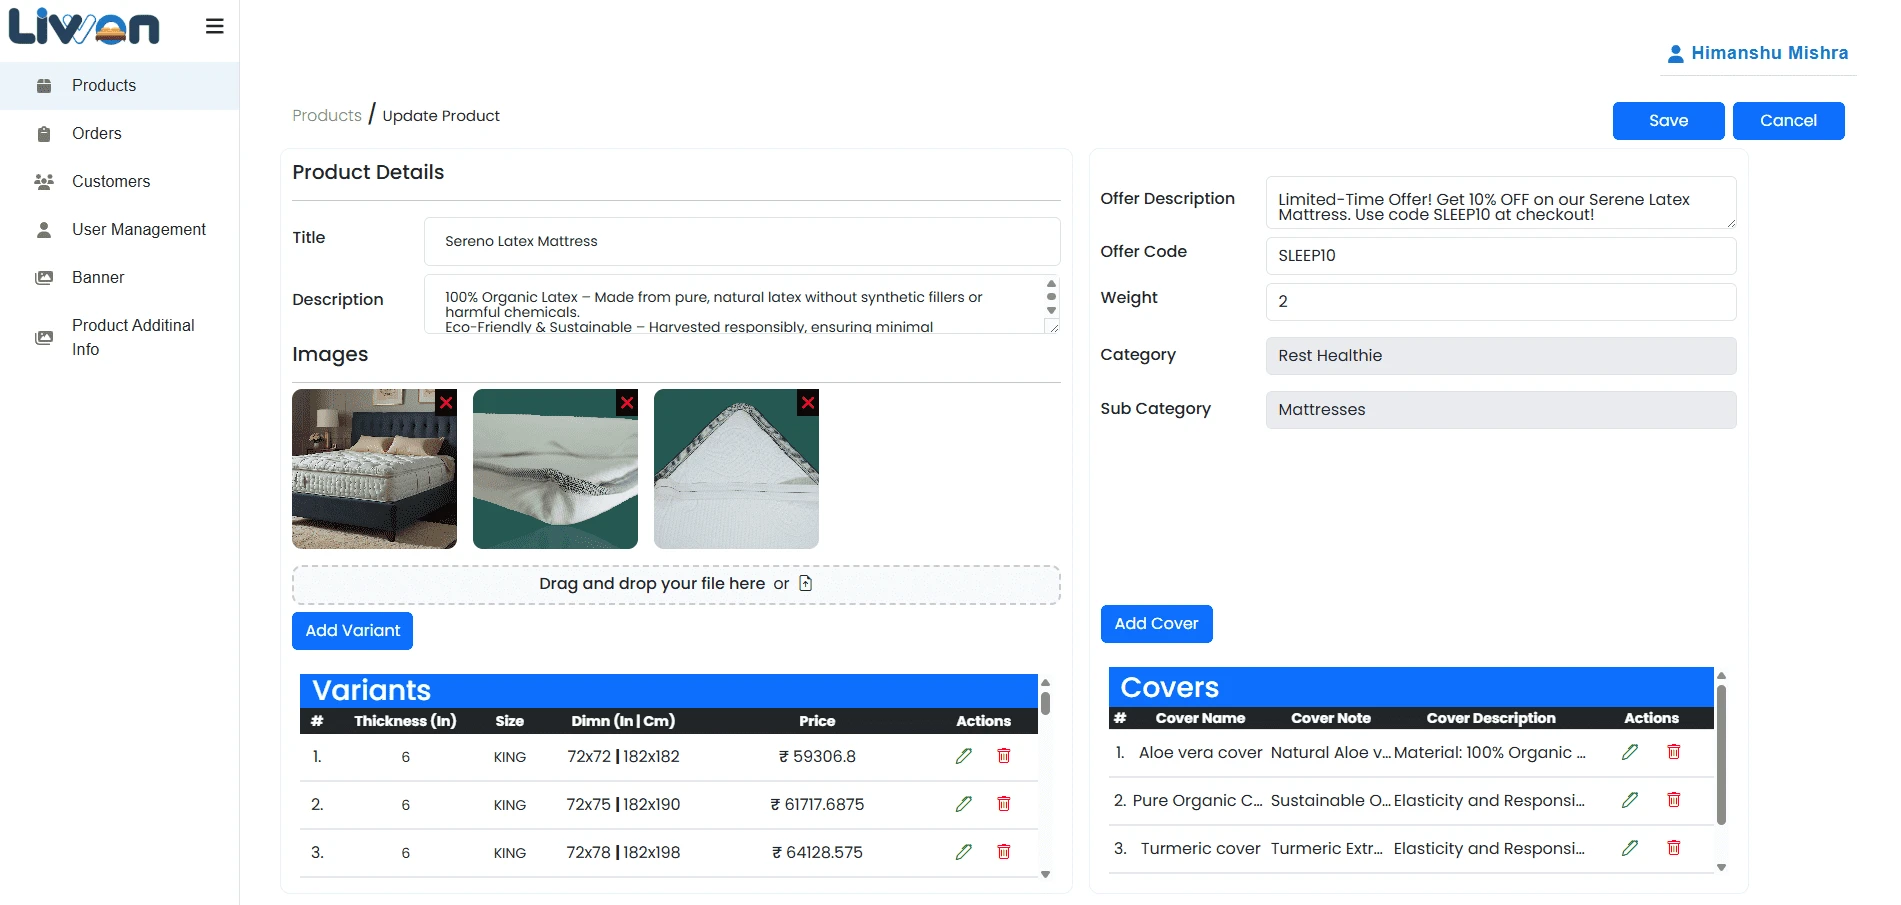 Liwon
Himanshu Mishra
Products
Orders
Customers
User Management
Banner
Product Additinal
Info
Products / Update Product
Save
Cancel
Product Details
Title
Sereno Latex Mattress
Description
100% Organic Latex – Made from pure, natural latex without synthetic fillers or
harmful chemicals.
Eco-Friendly & Sustainable – Harvested responsibly, ensuring minimal
Images
Drag and drop your file here or
Add Variant
Variants
# Thickness (In) Size Dimn (In | Cm) Price Actions
1. 6 KING 72x72 | 182x182 ₹ 59306.8
2. 6 KING 72x75 | 182x190 ₹ 61717.6875
3. 6 KING 72x78 | 182x198 ₹ 64128.575
Offer Description
Limited-Time Offer! Get 10% OFF on our Serene Latex
Mattress. Use code SLEEP10 at checkout!
Offer Code
SLEEP10
Weight
2
Category
Rest Healthie
Sub Category
Mattresses
Add Cover
Covers
# Cover Name Cover Note Cover Description Actions
1. Aloe vera cover Natural Aloe v... Material: 100% Organic ...
2. Pure Organic C... Sustainable O... Elasticity and Responsi...
3. Turmeric cover Turmeric Extr... Elasticity and Responsi...